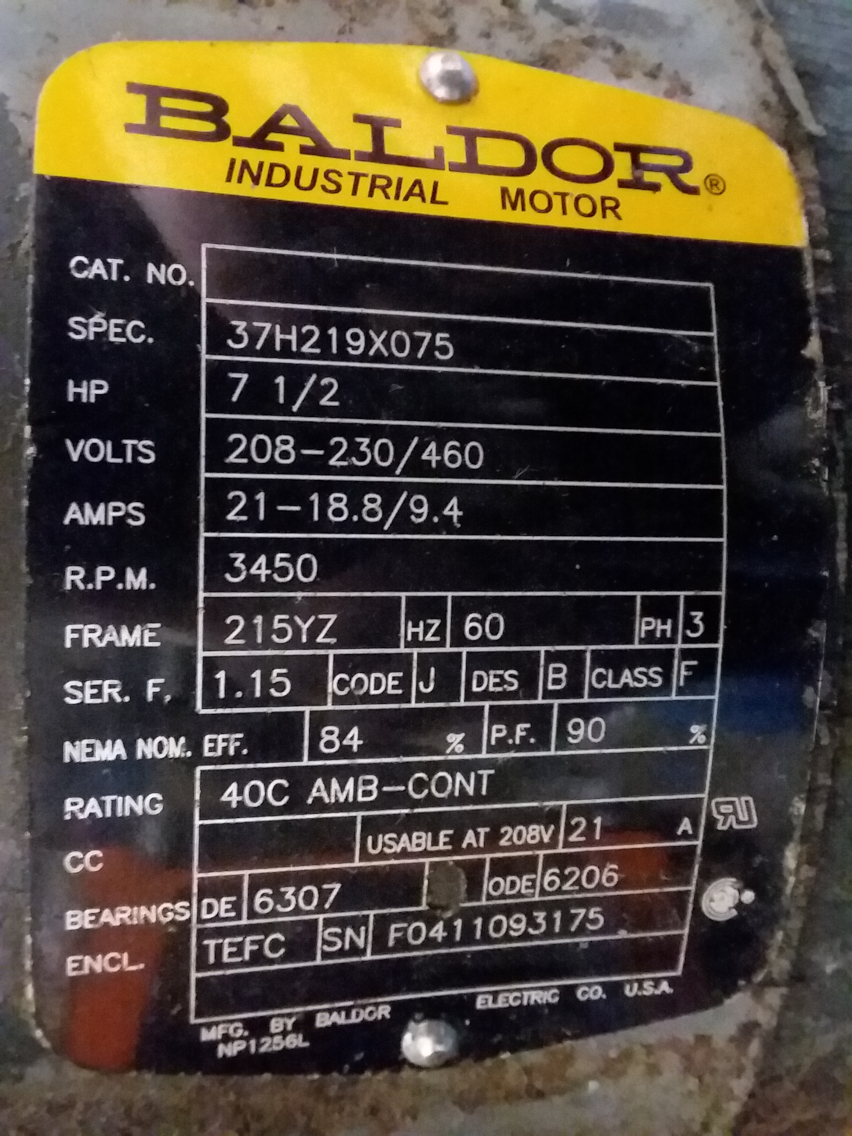 BALDOR®
INDUSTRIAL MOTOR
CAT. NO.
SPEC. 37H219X075
HP 7 1/2
VOLTS 208-230/460
AMPS 21-18.8/9.4
R.P.M. 3450
FRAME 215YZ HZ 60 PH 3
SER. F. 1.15 CODE J DES B CLASS F
NEMA NOM. EFF. 84 % P.F. 90 %
RATING 40C AMB-CONT
CC USABLE AT 208V 21 A
BEARINGS DE 6307 ODE 6206
ENCL. TEFC SN F0411093175
MFG. BY BALDOR ELECTRIC CO. U.S.A.
NP1256L